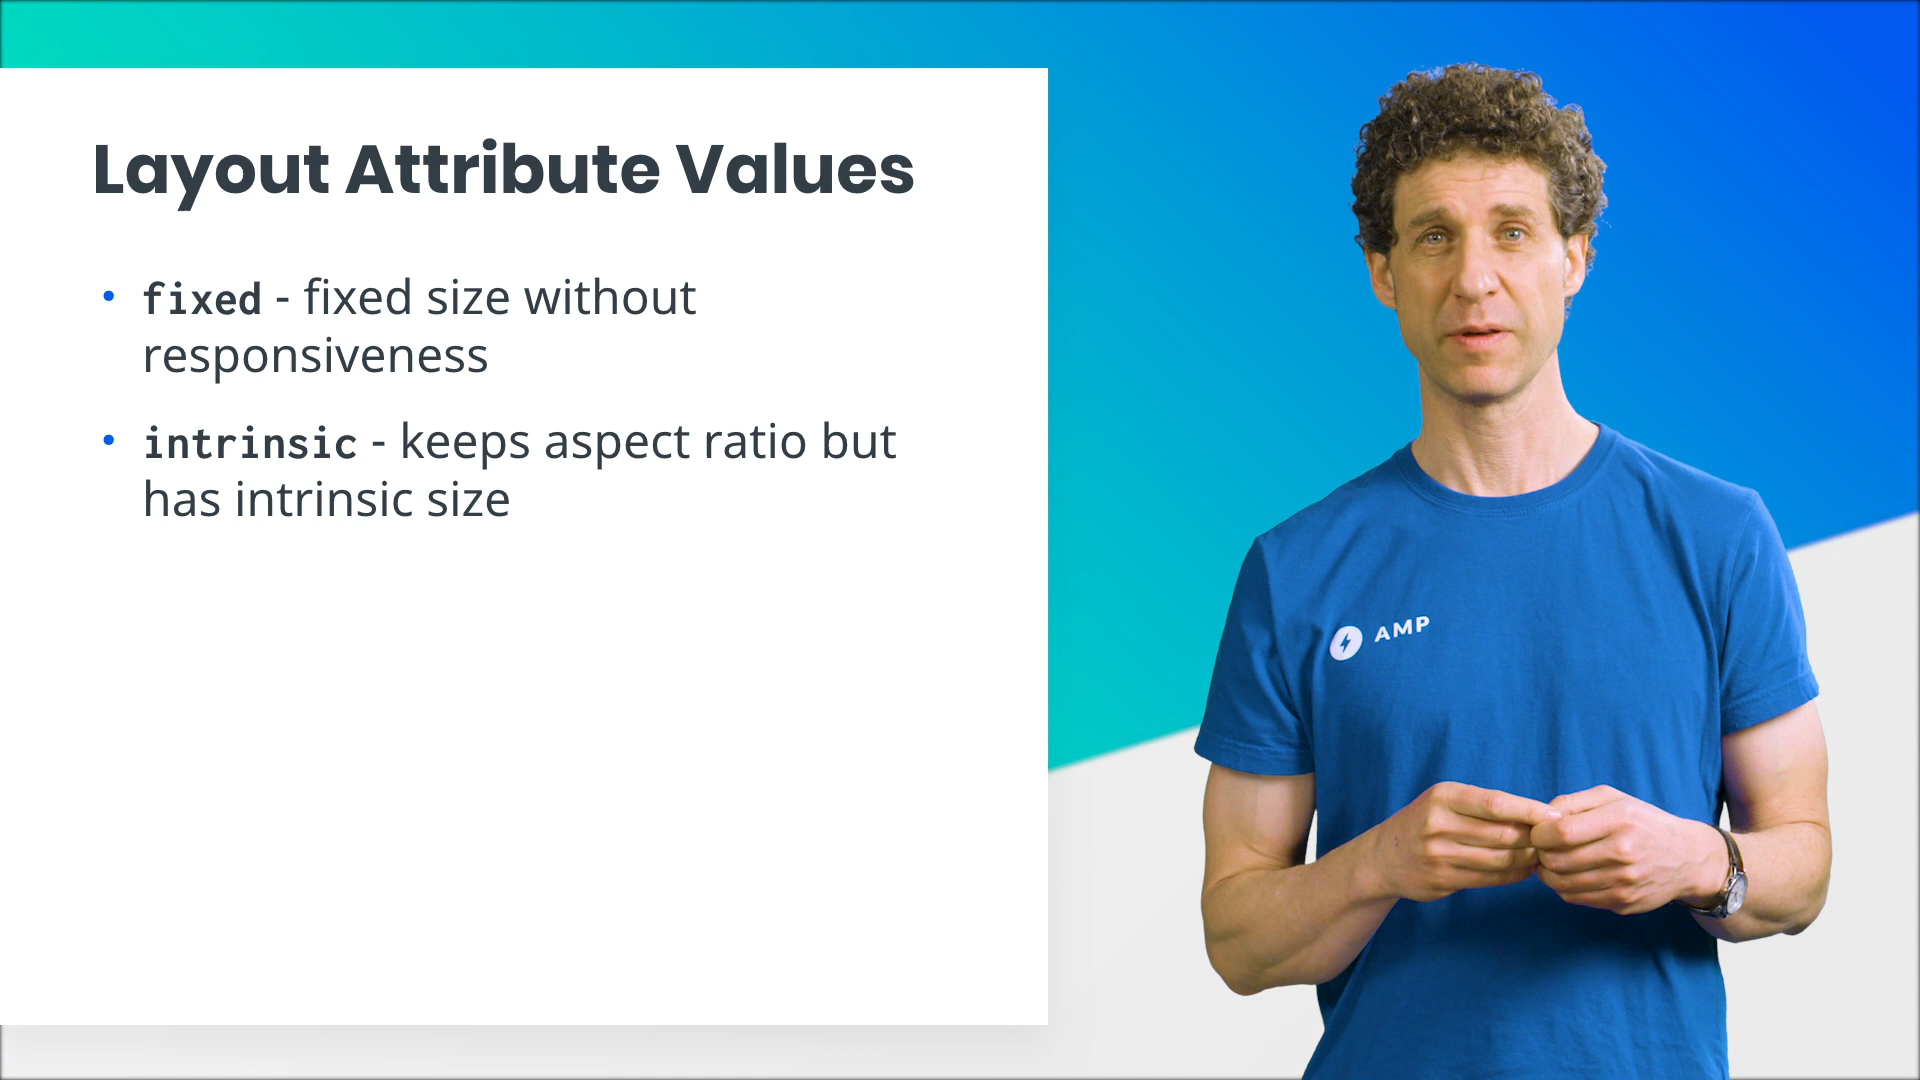 Layout Attribute Values
• fixed - fixed size without
responsiveness
• intrinsic - keeps aspect ratio but
has intrinsic size
AMP